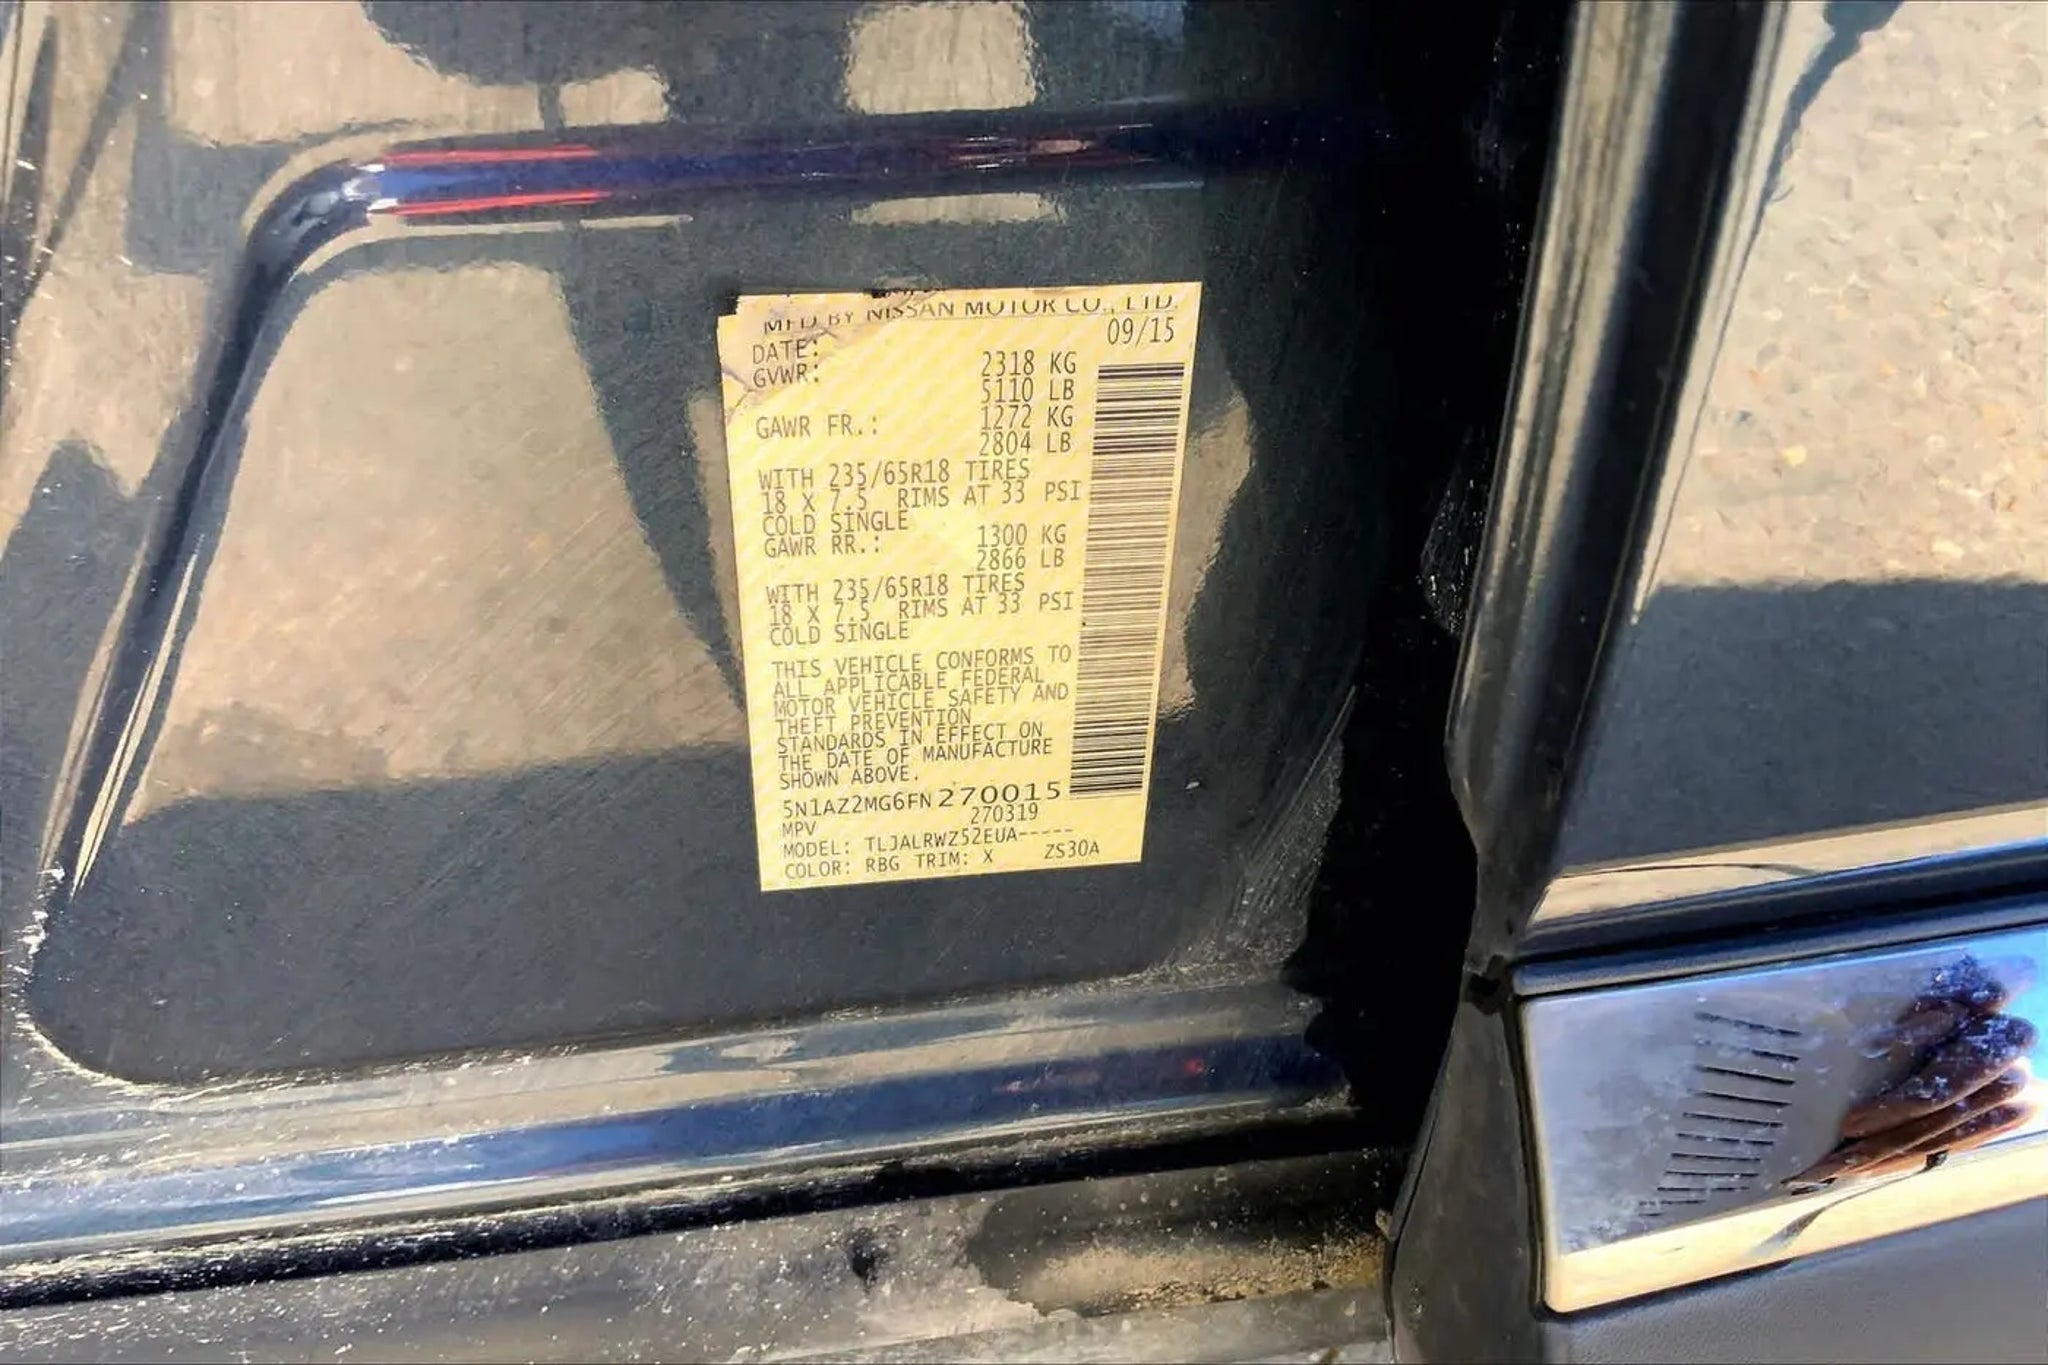 MFD BY NISSAN MOTOR CO., LTD.
DATE: 09/15
GVWR: 2318 KG
5110 LB
GAWR FR.: 1272 KG
2804 LB
WITH 235/65R18 TIRES
18 X 7.5 RIMS AT 33 PSI
COLD SINGLE
GAWR RR.: 1300 KG
2866 LB
WITH 235/65R18 TIRES
18 X 7.5 RIMS AT 33 PSI
COLD SINGLE
THIS VEHICLE CONFORMS TO
ALL APPLICABLE FEDERAL
MOTOR VEHICLE SAFETY AND
THEFT PREVENTION
STANDARDS IN EFFECT ON
THE DATE OF MANUFACTURE
SHOWN ABOVE.
5N1AZ2MG6FN270015
MPV 270319
MODEL: TLJALRWZ52EUA-----
COLOR: RBG TRIM: X ZS30A